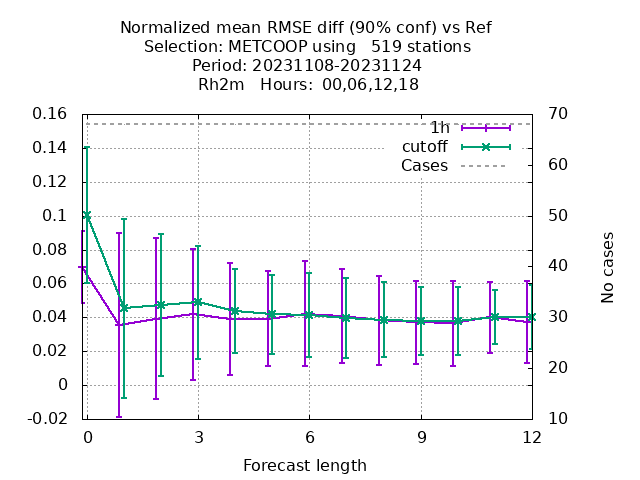 Normalized mean RMSE diff (90% conf) vs Ref
Selection: METCOOP using   519 stations
Period: 20231108-20231124
Rh2m   Hours:  00,06,12,18
0.16
0.14
0.12
0.1
0.08
0.06
0.04
0.02
0
-0.02
1h
cutoff
Cases
70
60
50
40
30
20
10
No cases
0 3 6 9 12
Forecast length